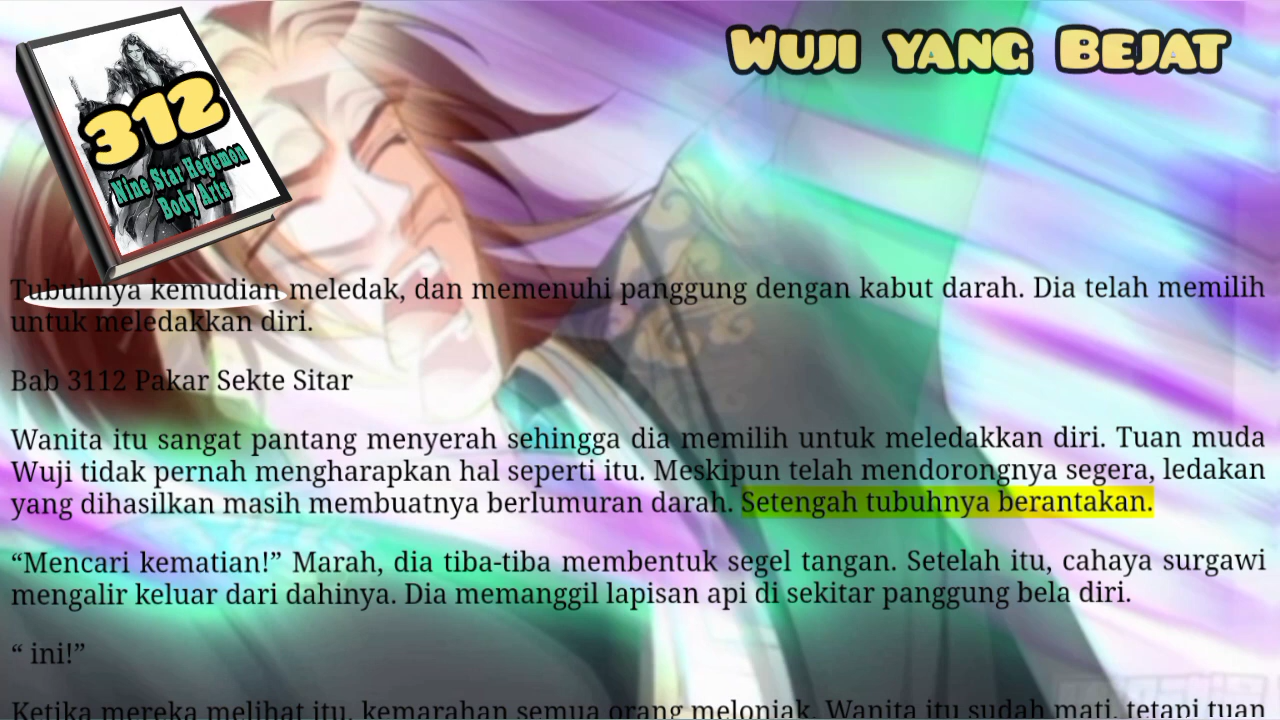 Wuji yang Bejat
312
Nine Star Hegemon
Body Arts
Tubuhnya kemudian meledak, dan memenuhi panggung dengan kabut darah. Dia telah memilih
untuk meledakkan diri.
Bab 3112 Pakar Sekte Sitar
Wanita itu sangat pantang menyerah sehingga dia memilih untuk meledakkan diri. Tuan muda
Wuji tidak pernah mengharapkan hal seperti itu. Meskipun telah mendorongnya segera, ledakan
yang dihasilkan masih membuatnya berlumuran darah. Setengah tubuhnya berantakan.
“Mencari kematian!” Marah, dia tiba-tiba membentuk segel tangan. Setelah itu, cahaya surgawi
mengalir keluar dari dahinya. Dia memanggil lapisan api di sekitar panggung bela diri.
“ ini!”
Ketika mereka melihat itu, kemarahan semua orang melonjak. Wanita itu sudah mati, tetapi tuan